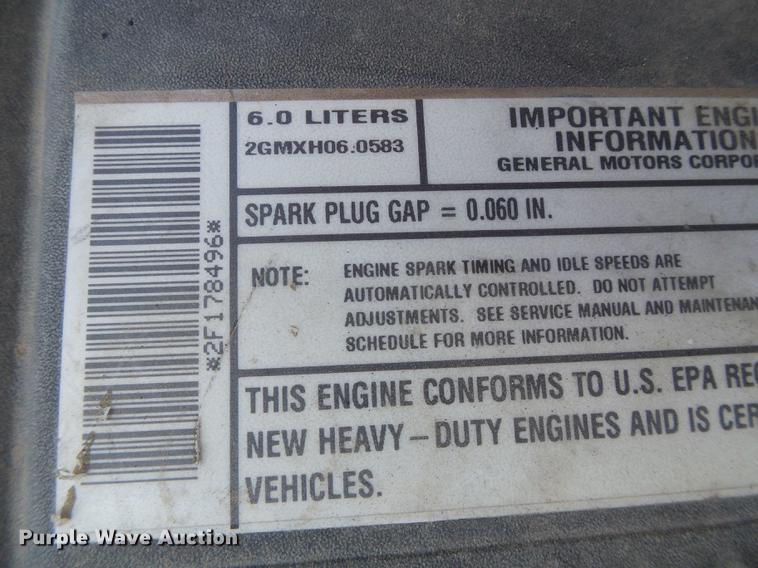 6.0 LITERS
2GMXH06.0583
IMPORTANT ENGI
INFORMATION
GENERAL MOTORS CORPO
SPARK PLUG GAP = 0.060 IN.
*2F178496*
NOTE: ENGINE SPARK TIMING AND IDLE SPEEDS ARE
AUTOMATICALLY CONTROLLED. DO NOT ATTEMPT
ADJUSTMENTS. SEE SERVICE MANUAL AND MAINTENAN
SCHEDULE FOR MORE INFORMATION.
THIS ENGINE CONFORMS TO U.S. EPA REG
NEW HEAVY-DUTY ENGINES AND IS CER
VEHICLES.
Purple Wave Auction